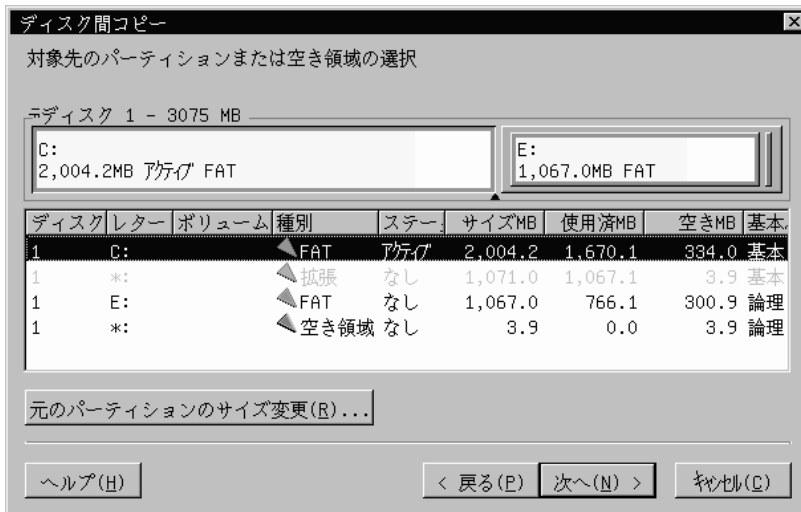 ディスク間コピー
対象先のパーティションまたは空き領域の選択
ディスク 1 - 3075 MB
C:
2,004.2MB ｱｸﾃｨﾌﾞ FAT
E:
1,067.0MB FAT
ディスク レター ボリューム 種別 ステー サイズMB 使用済MB 空きMB 基本
1 C: FAT ｱｸﾃｨﾌﾞ 2,004.2 1,670.1 334.0 基本
1 *: 拡張 なし 1,071.0 1,067.1 3.9 基本
1 E: FAT なし 1,067.0 766.1 300.9 論理
1 *: 空き領域 なし 3.9 0.0 3.9 論理
元のパーティションのサイズ変更(R)...
ヘルプ(H) < 戻る(P) 次へ(N) > ｷｬﾝｾﾙ(C)